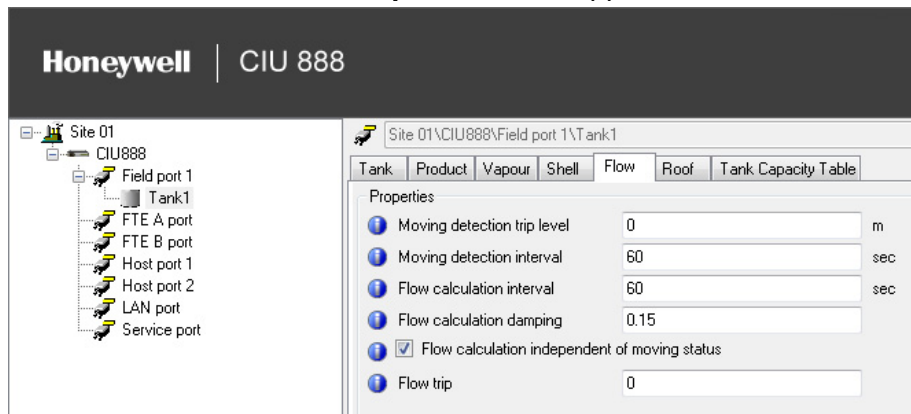 Honeywell | CIU 888
Site 01
CIU888
Field port 1
Tank1
FTE A port
FTE B port
Host port 1
Host port 2
LAN port
Service port
Site 01\CIU888\Field port 1\Tank1
Tank Product Vapour Shell Flow Roof Tank Capacity Table
Properties
Moving detection trip level 0 m
Moving detection interval 60 sec
Flow calculation interval 60 sec
Flow calculation damping 0.15
Flow calculation independent of moving status
Flow trip 0